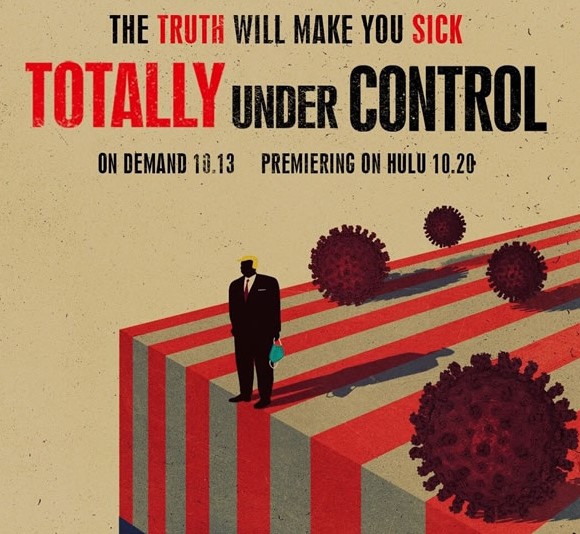 THE TRUTH WILL MAKE YOU SICK
TOTALLY UNDER CONTROL
ON DEMAND 10.13 PREMIERING ON HULU 10.20